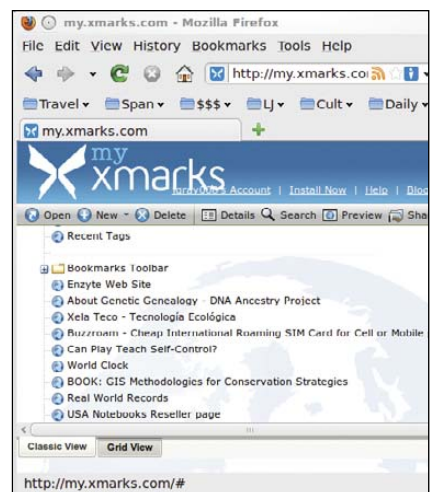 my.xmarks.com - Mozilla Firefox
File Edit View History Bookmarks Tools Help
http://my.xmarks.co
Travel Span $$$ LJ Cult Daily
my.xmarks.com
my
xmarks
Account | Install Now | Help | Bloc
Open New Delete Details Search Preview Sha
Recent Tags
Bookmarks Toolbar
Enzyte Web Site
About Genetic Genealogy - DNA Ancestry Project
Xela Teco - Tecnología Ecológica
Buzzroam - Cheap International Roaming SIM Card for Cell or Mobile
Can Play Teach Self-Control?
World Clock
BOOK: GIS Methodologies for Conservation Strategies
Real World Records
USA Notebooks Reseller page
Classic View Grid View
http://my.xmarks.com/#